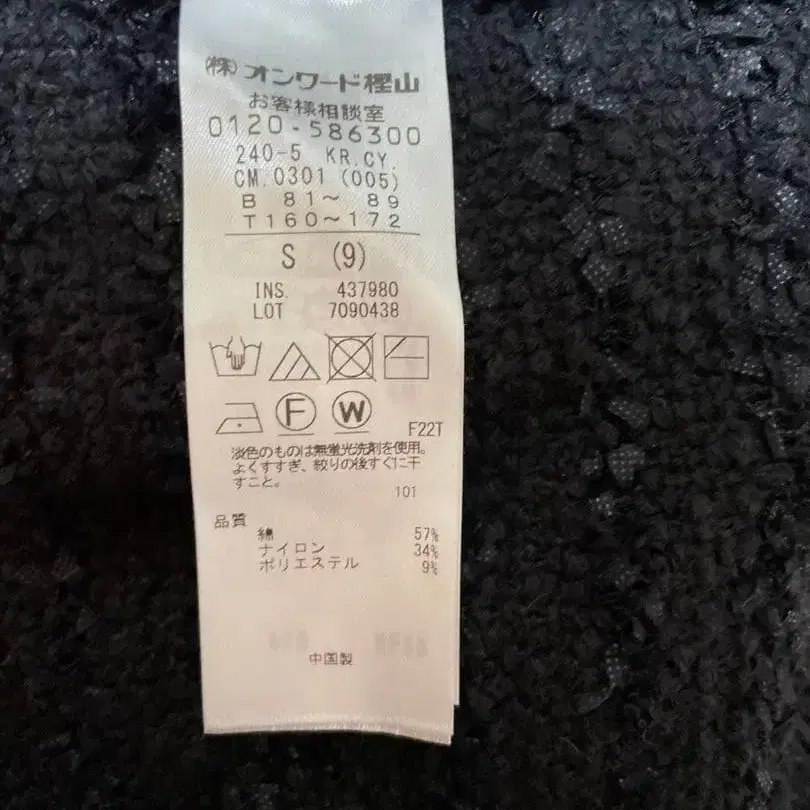 (株)オンワード樫山
お客様相談室
0120-586300
240-5 KR.CY.
CM.0301 (005)
B 81〜 89
T160〜172
S (9)
INS. 437980
LOT 7090438
F W F22T
淡色のものは無蛍光洗剤を使用。
よくすすぎ、絞りの後すぐに干
すこと。
101
品質
綿 57%
ナイロン 34%
ポリエステル 9%
中国製